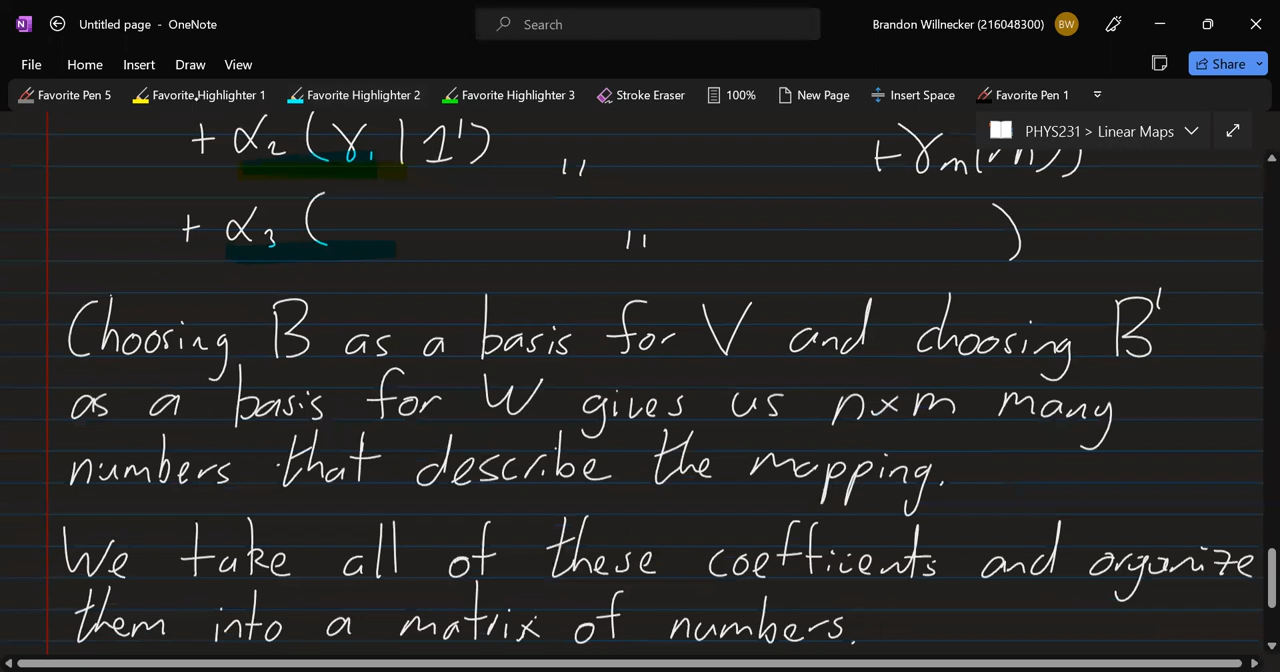 Untitled page - OneNote
Search
Brandon Willnecker (216048300)
BW
File Home Insert Draw View
Share
Favorite Pen 5 Favorite Highlighter 1 Favorite Highlighter 2 Favorite Highlighter 3 Stroke Eraser 100% New Page Insert Space Favorite Pen 1
PHYS231 > Linear Maps
+ α₂ ( γ₁ | 1' ) " + γₘ
+ α₃ ( " )
Choosing B as a basis for V and choosing B'
as a basis for W gives us n×m many
numbers that describe the mapping.
We take all of these coefficents and organize
them into a matrix of numbers.